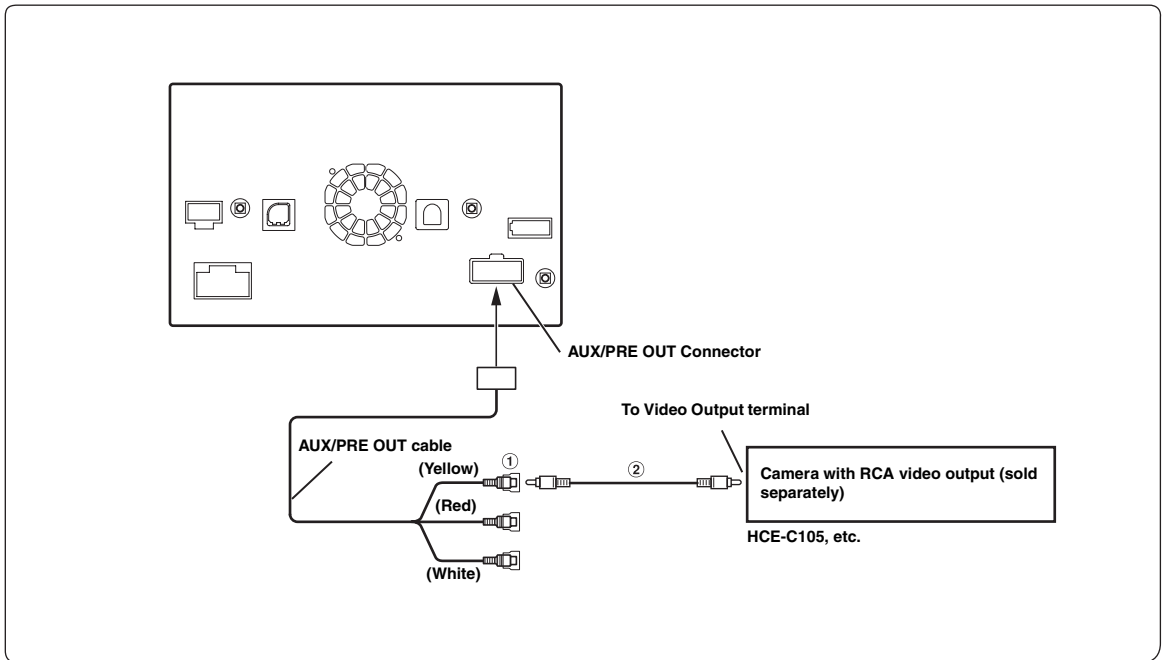 AUX/PRE OUT Connector
To Video Output terminal
AUX/PRE OUT cable
(Yellow)
①
②
Camera with RCA video output (sold
separately)
(Red)
HCE-C105, etc.
(White)